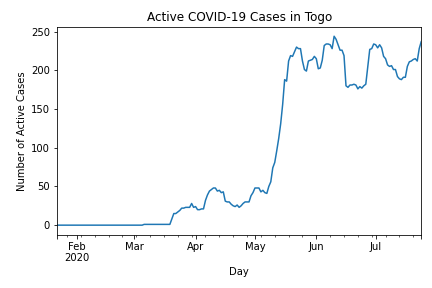 Active COVID-19 Cases in Togo
Number of Active Cases
250
200
150
100
50
0
Feb Mar Apr May Jun Jul
2020
Day